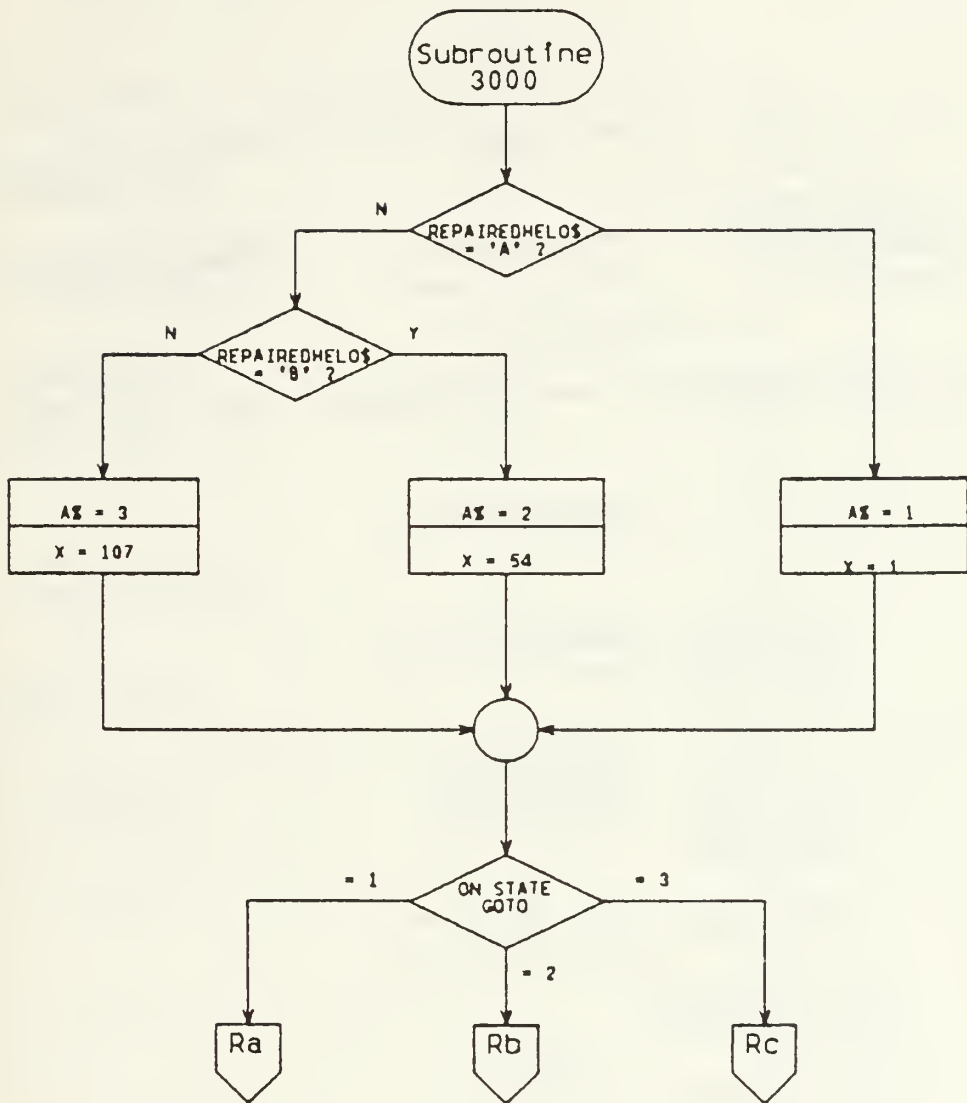 Subroutine
3000
N
REPAIREDHELO$
= 'A' ?
N
Y
REPAIREDHELO$
= 'B' ?
A% = 3
X = 107
A% = 2
X = 54
A% = 1
X = 1
= 1
ON STATE
GOTO
= 3
= 2
Ra
Rb
Rc